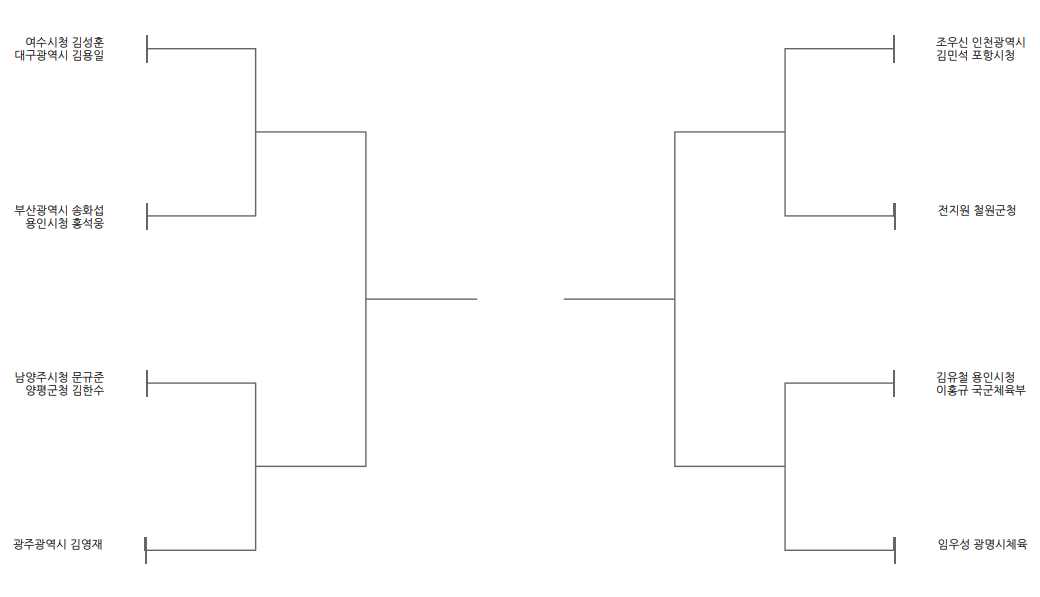 여수시청 김성훈
대구광역시 김용일
부산광역시 송화섭
용인시청 홍석웅
남양주시청 문규준
양평군청 김한수
광주광역시 김영재
조우신 인천광역시
김민석 포항시청
전지원 철원군청
김유철 용인시청
이홍규 국군체육부
임우성 광명시체육